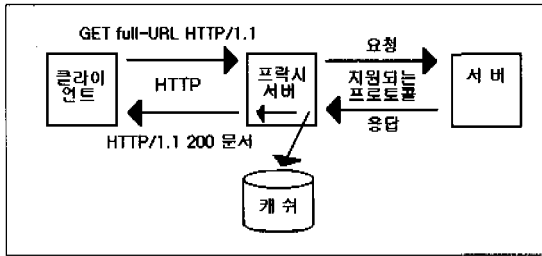 GET full-URL HTTP/1.1
클라이
언트
HTTP
HTTP/1.1 200 문서
프락시
서버
요청
지원되는
프로토콜
응답
서 버
캐 쉬